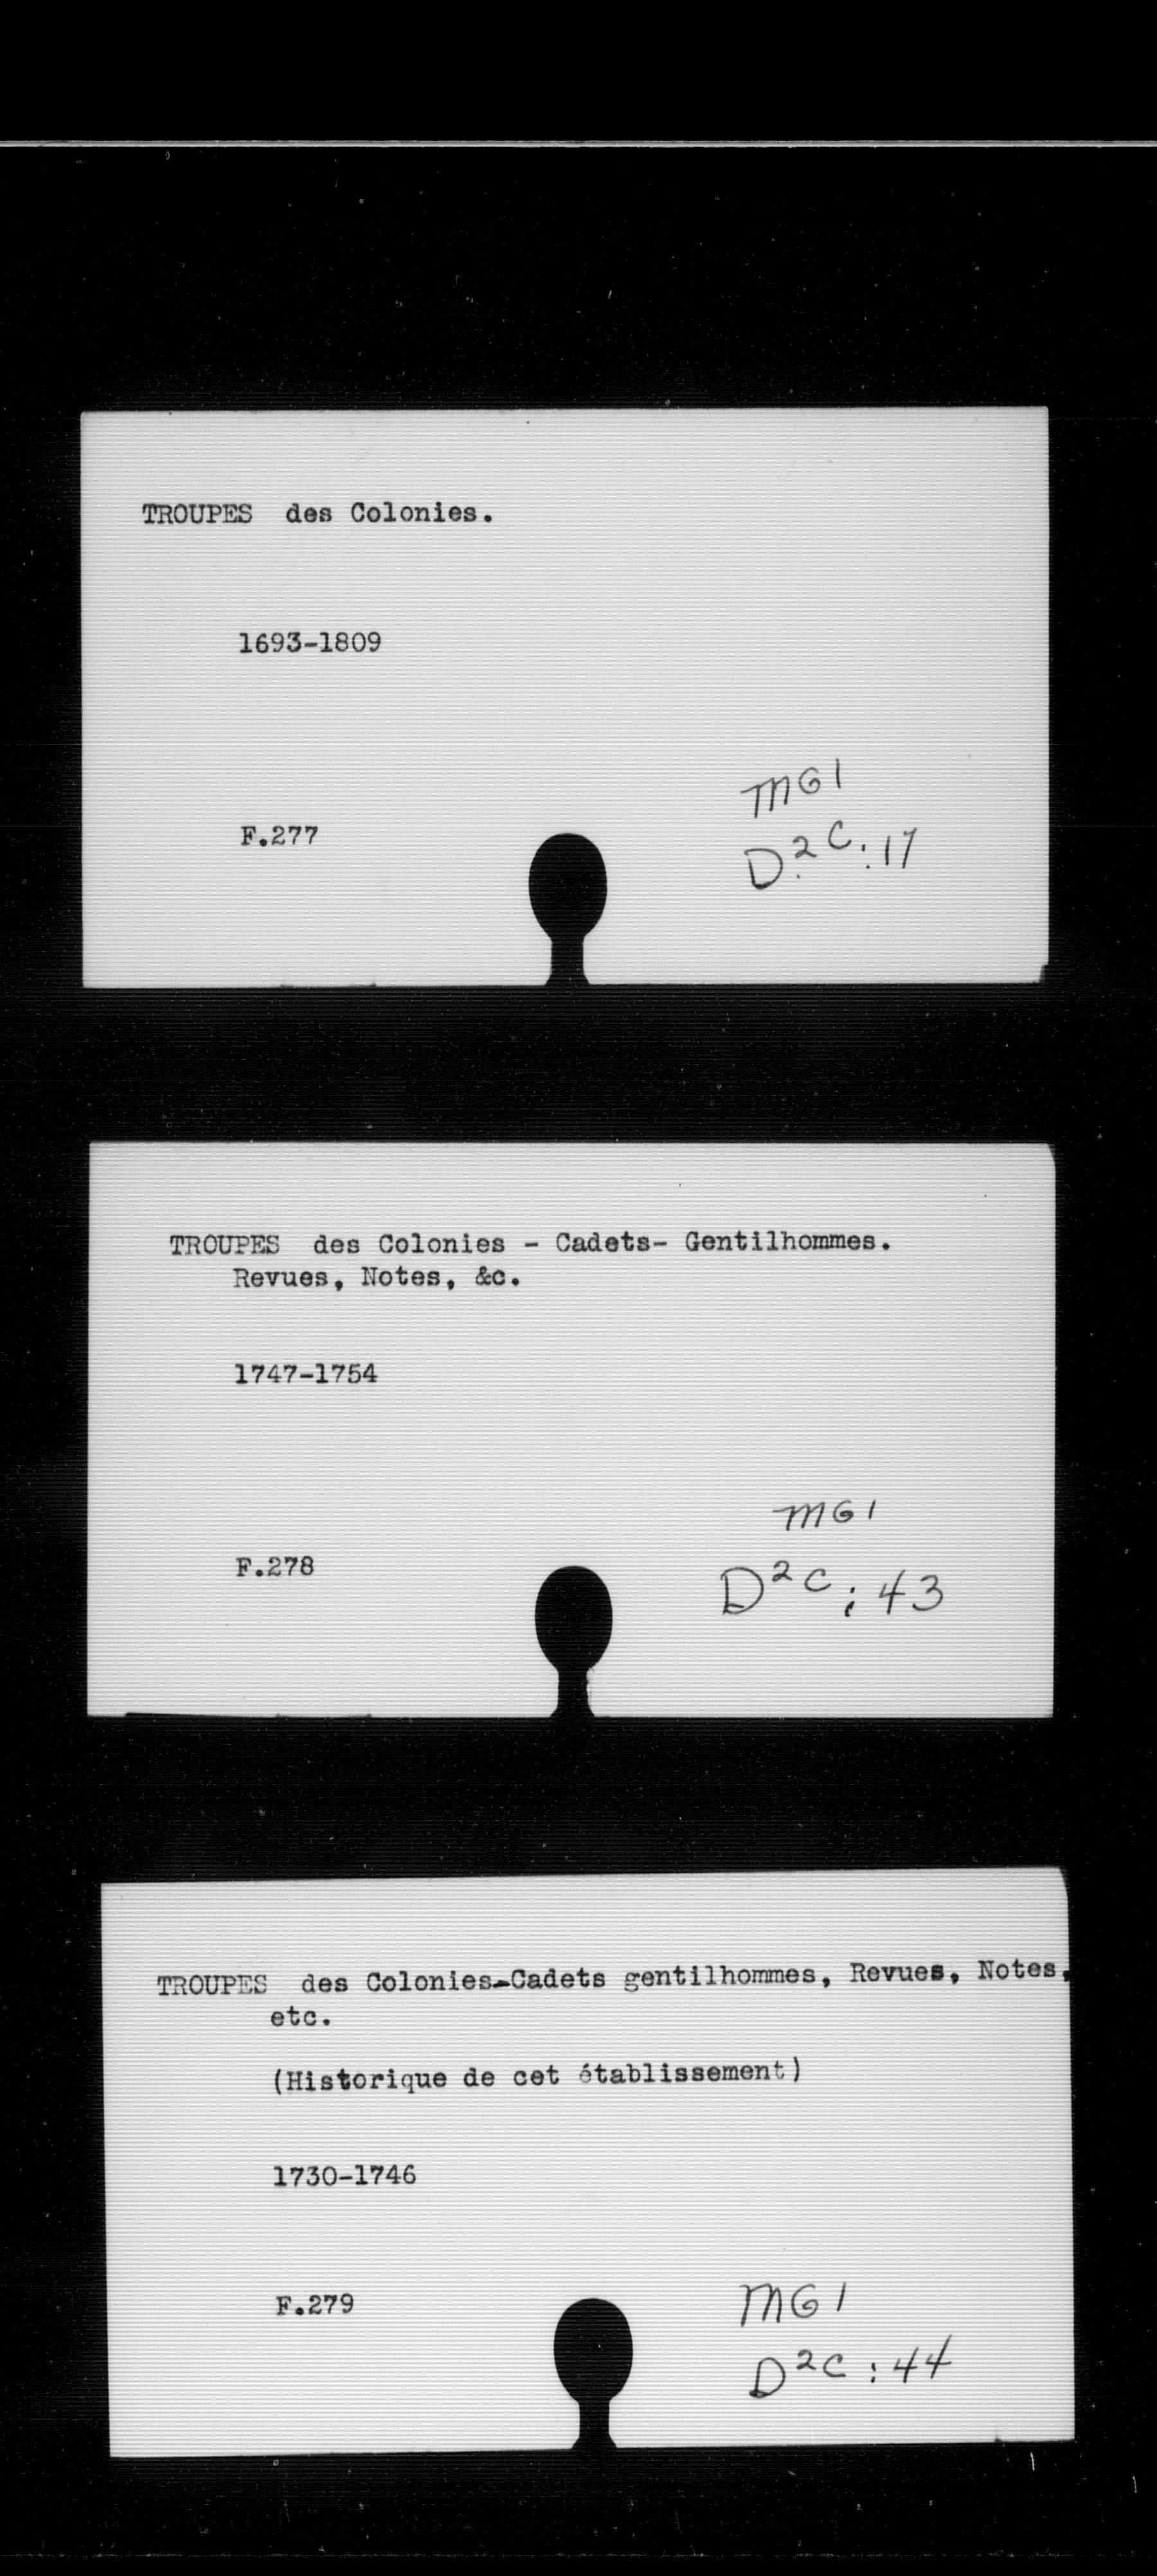 TROUPES des Colonies.
1693-1809
MG1
F.277
D²C:17
TROUPES des Colonies - Cadets- Gentilhommes.
Revues, Notes, &c.
1747-1754
MG1
F.278
D²C:43
TROUPES des Colonies-Cadets gentilhommes, Revues, Notes,
etc.
(Historique de cet établissement)
1730-1746
F.279
MG1
D²C:44